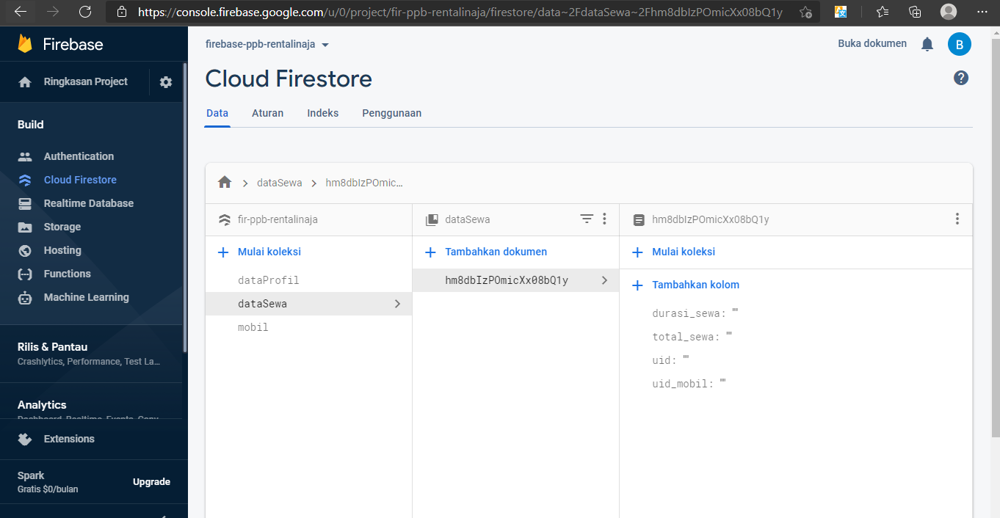 https://console.firebase.google.com/u/0/project/fir-ppb-rentalinaja/firestore/data~2FdataSewa~2Fhm8dbIzPOmicXx08bQ1y
Firebase
firebase-ppb-rentalinaja
Buka dokumen
B
Ringkasan Project
Cloud Firestore
?
Data
Aturan
Indeks
Penggunaan
Build
Authentication
Cloud Firestore
Realtime Database
Storage
Hosting
Functions
Machine Learning
Rilis & Pantau
Crashlytics, Performance, Test La...
Analytics
Dashboard, Realtime, Events, Conv...
Extensions
Spark
Gratis $0/bulan
Upgrade
dataSewa
hm8dbIzPOmic...
fir-ppb-rentalinaja
Mulai koleksi
dataProfil
dataSewa
mobil
dataSewa
Tambahkan dokumen
hm8dbIzPOmicXx08bQ1y
hm8dbIzPOmicXx08bQ1y
Mulai koleksi
Tambahkan kolom
durasi_sewa: ""
total_sewa: ""
uid: ""
uid_mobil: ""